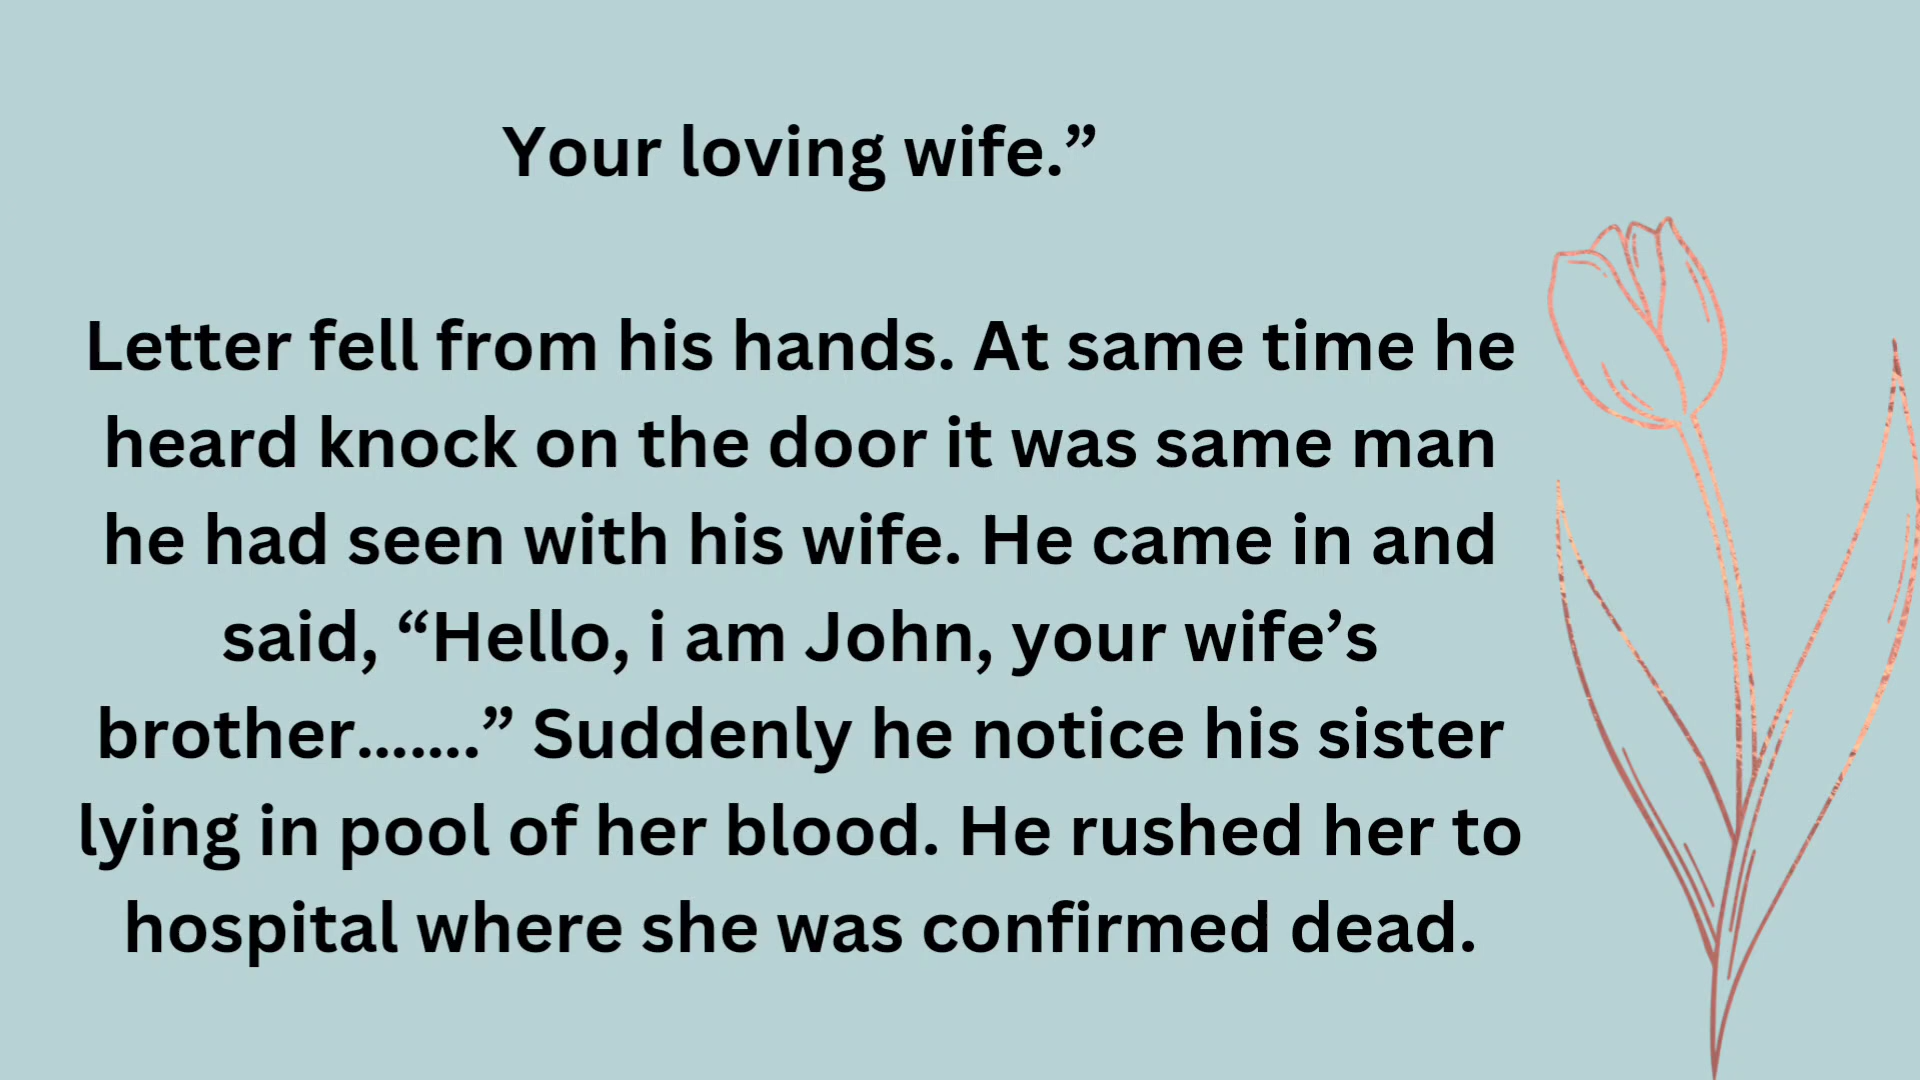 Your loving wife.”
Letter fell from his hands. At same time he
heard knock on the door it was same man
he had seen with his wife. He came in and
said, “Hello, i am John, your wife’s
brother.......” Suddenly he notice his sister
lying in pool of her blood. He rushed her to
hospital where she was confirmed dead.